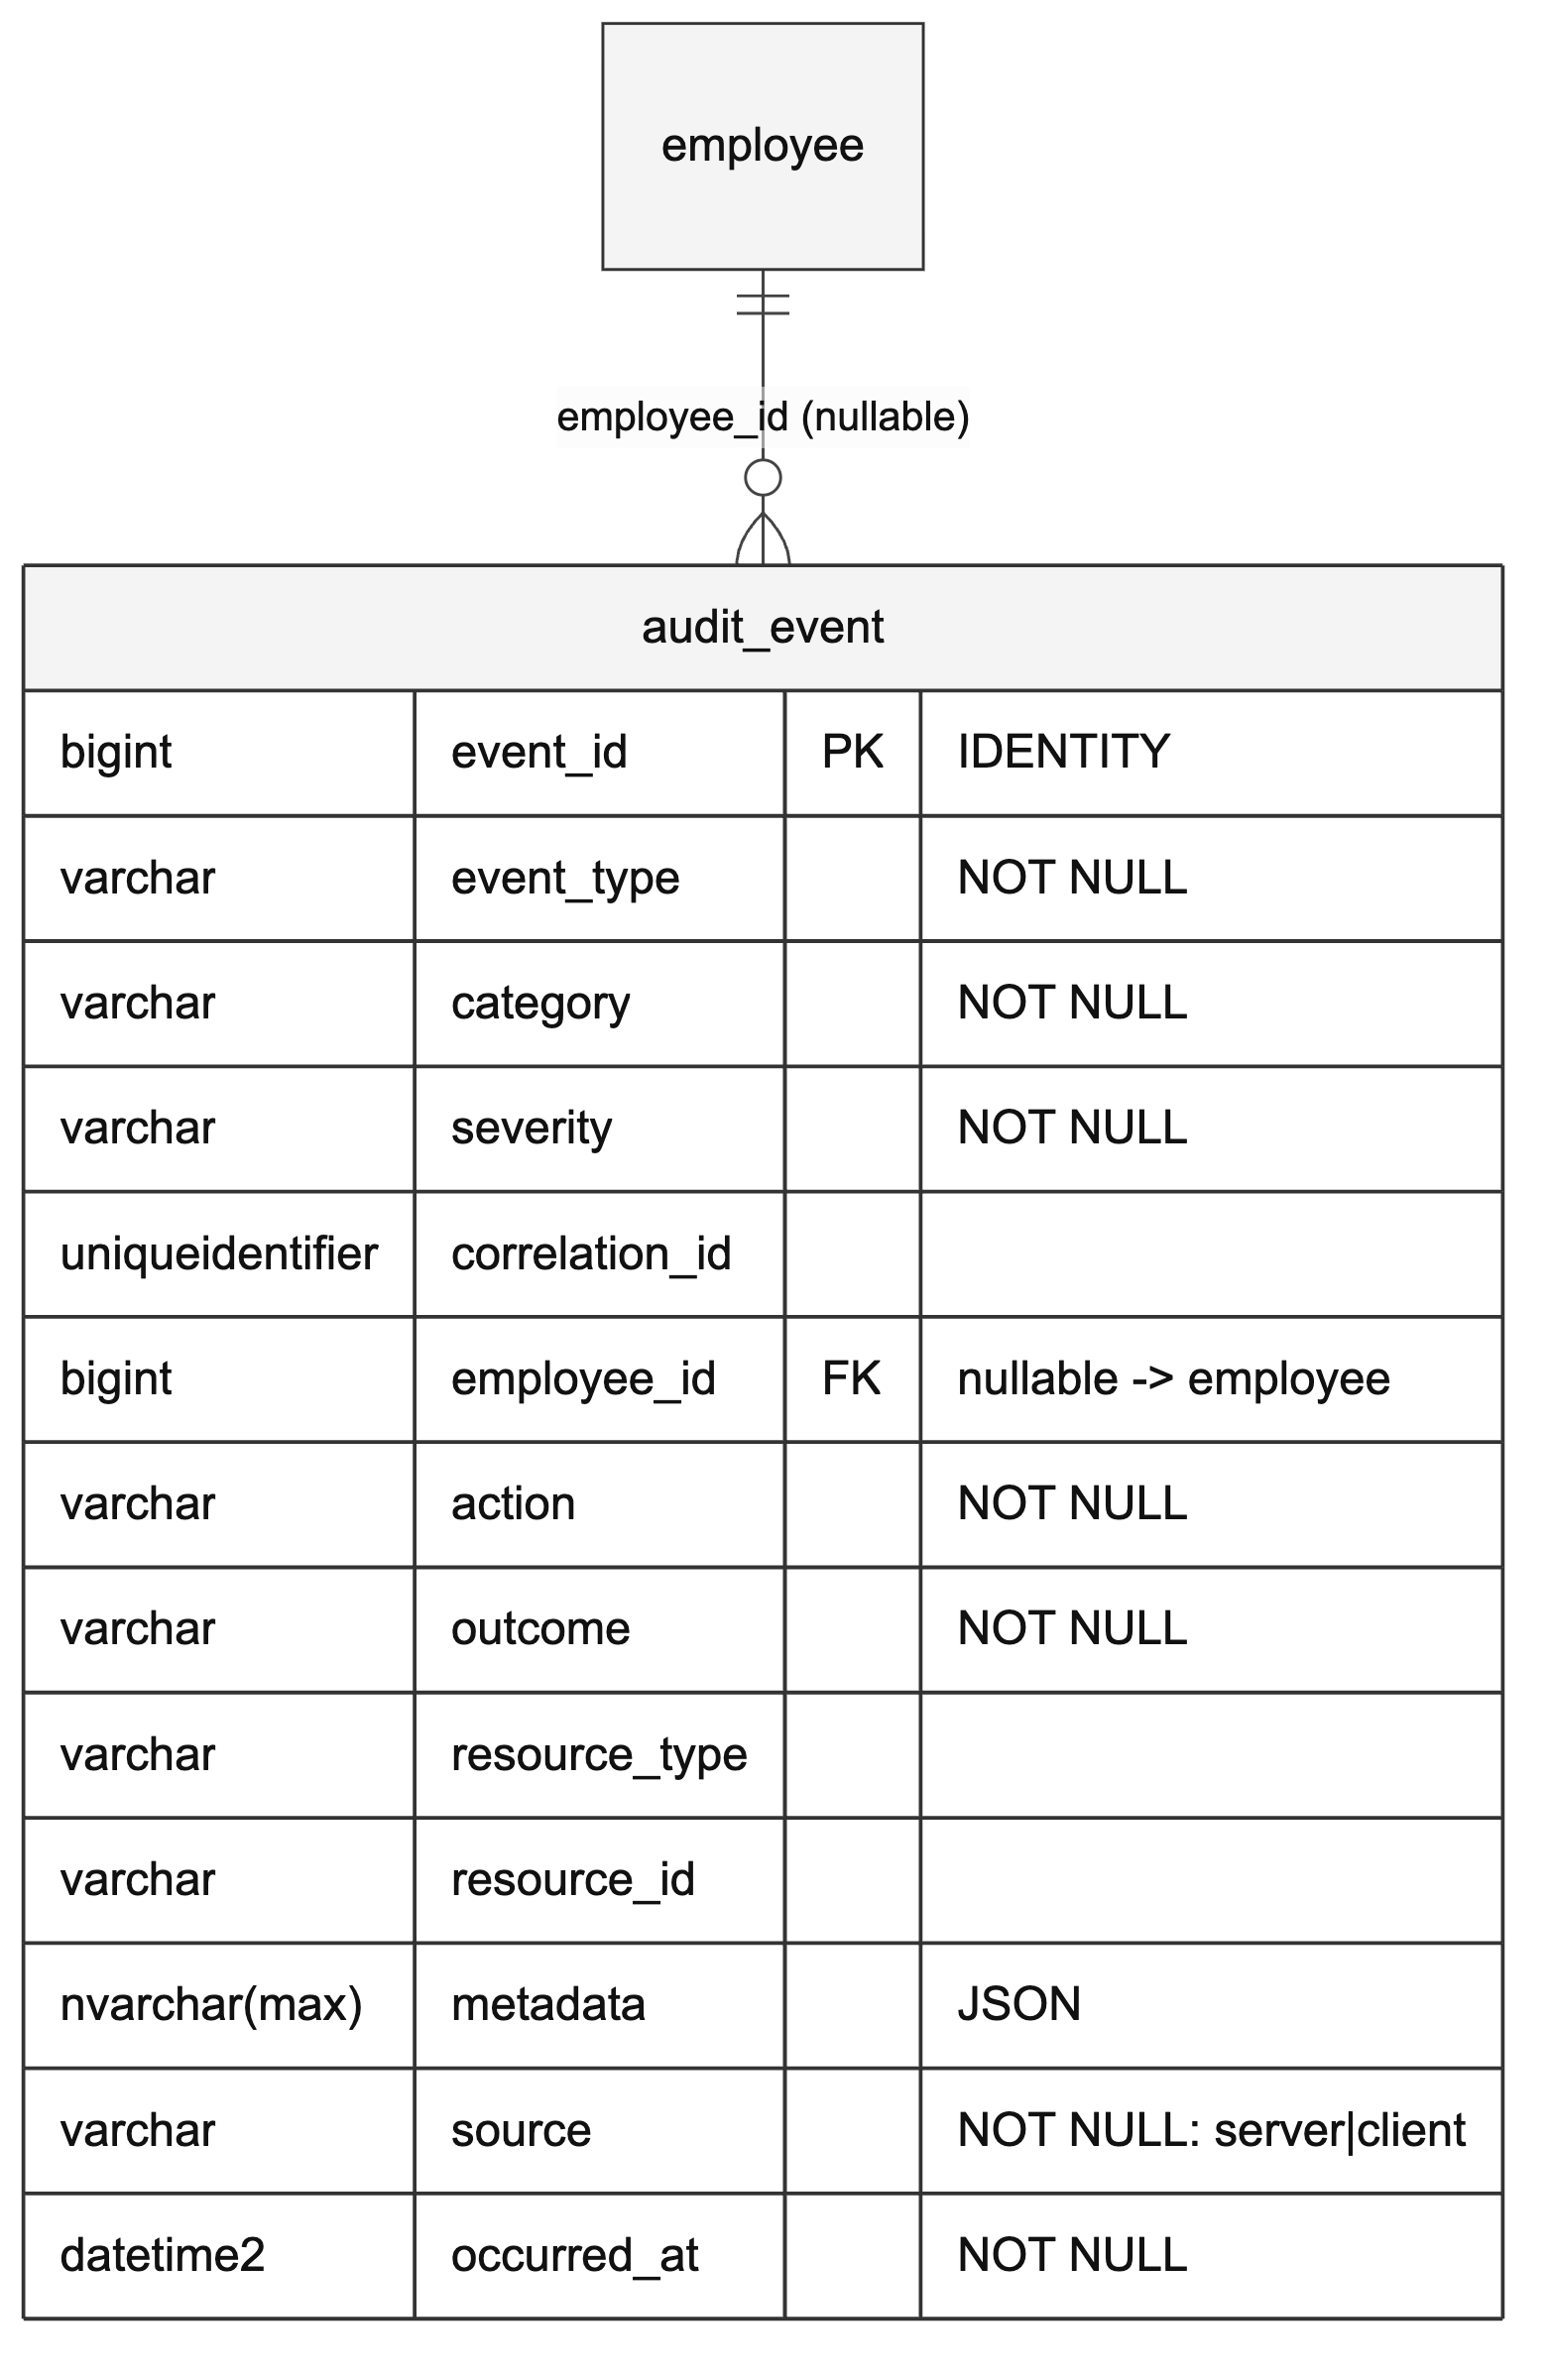 employee
employee_id (nullable)
audit_event
bigint event_id PK IDENTITY
varchar event_type NOT NULL
varchar category NOT NULL
varchar severity NOT NULL
uniqueidentifier correlation_id
bigint employee_id FK nullable -> employee
varchar action NOT NULL
varchar outcome NOT NULL
varchar resource_type
varchar resource_id
nvarchar(max) metadata JSON
varchar source NOT NULL: server|client
datetime2 occurred_at NOT NULL